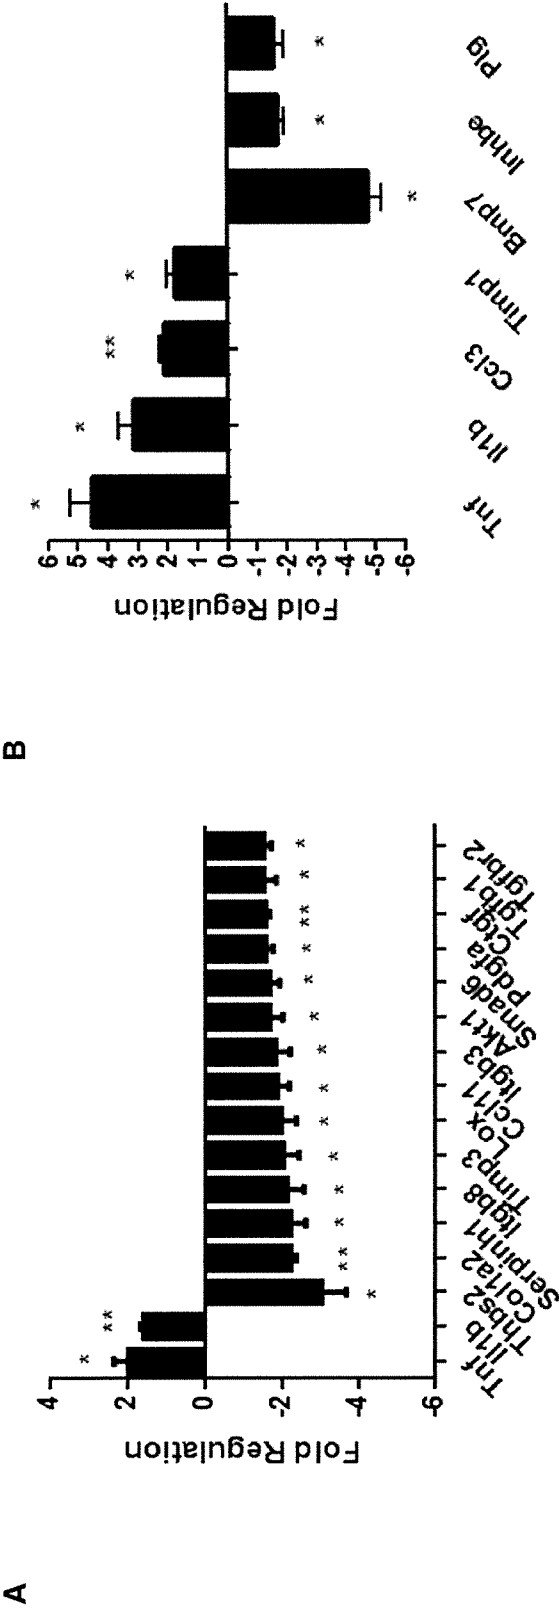 A
Fold Regulation
4
2
0
-2
-4
-6
*
**
*
**
*
*
*
*
*
*
*
*
*
**
*
*
Tnf
Il1b
Thbs2
Col1a2
Serpinh1
Itgb8
Timp3
Lox
Ccl11
Itgb3
Akt1
Smad6
Pdgfa
Ctgf
Tgfb1
Tgfbr2
B
Fold Regulation
6
5
4
3
2
1
0
-1
-2
-3
-4
-5
-6
*
*
**
*
*
*
*
Tnf
Il1b
Ccl3
Timp1
Bmp7
Inhbe
Plg